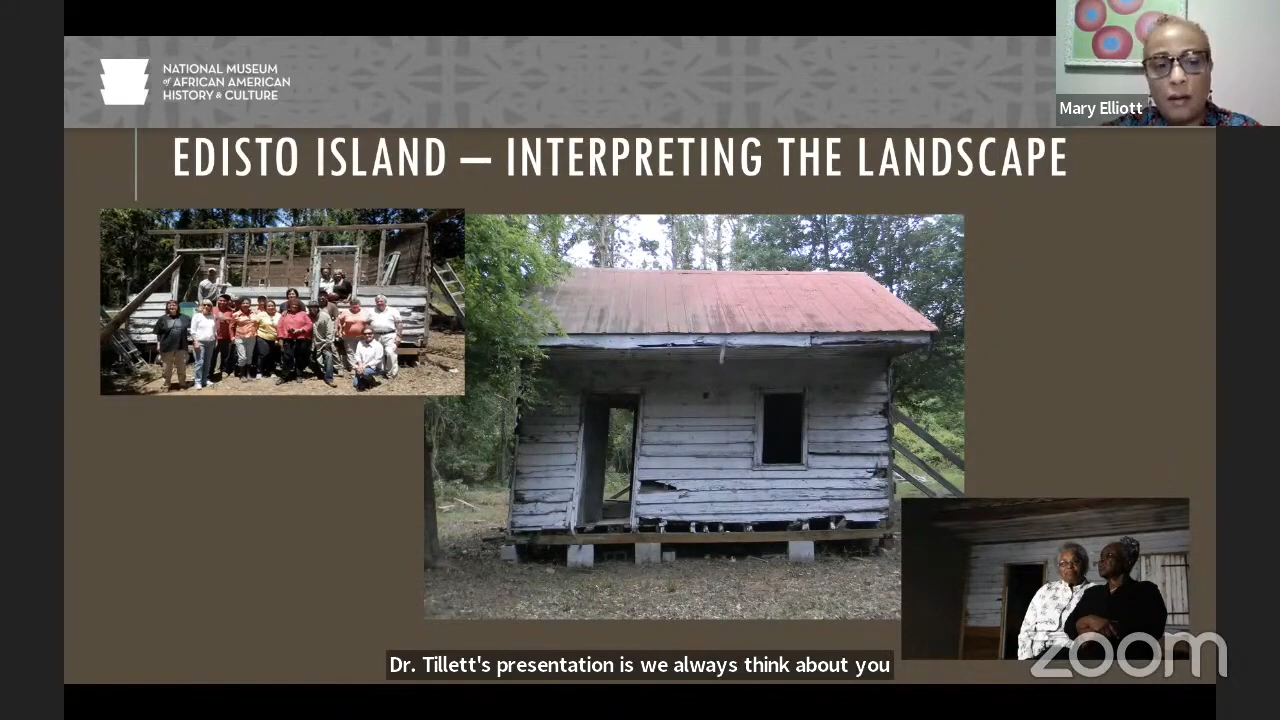 NATIONAL MUSEUM
of AFRICAN AMERICAN
HISTORY & CULTURE
Mary Elliott
EDISTO ISLAND — INTERPRETING THE LANDSCAPE
Dr. Tillett's presentation is we always think about you
zoom